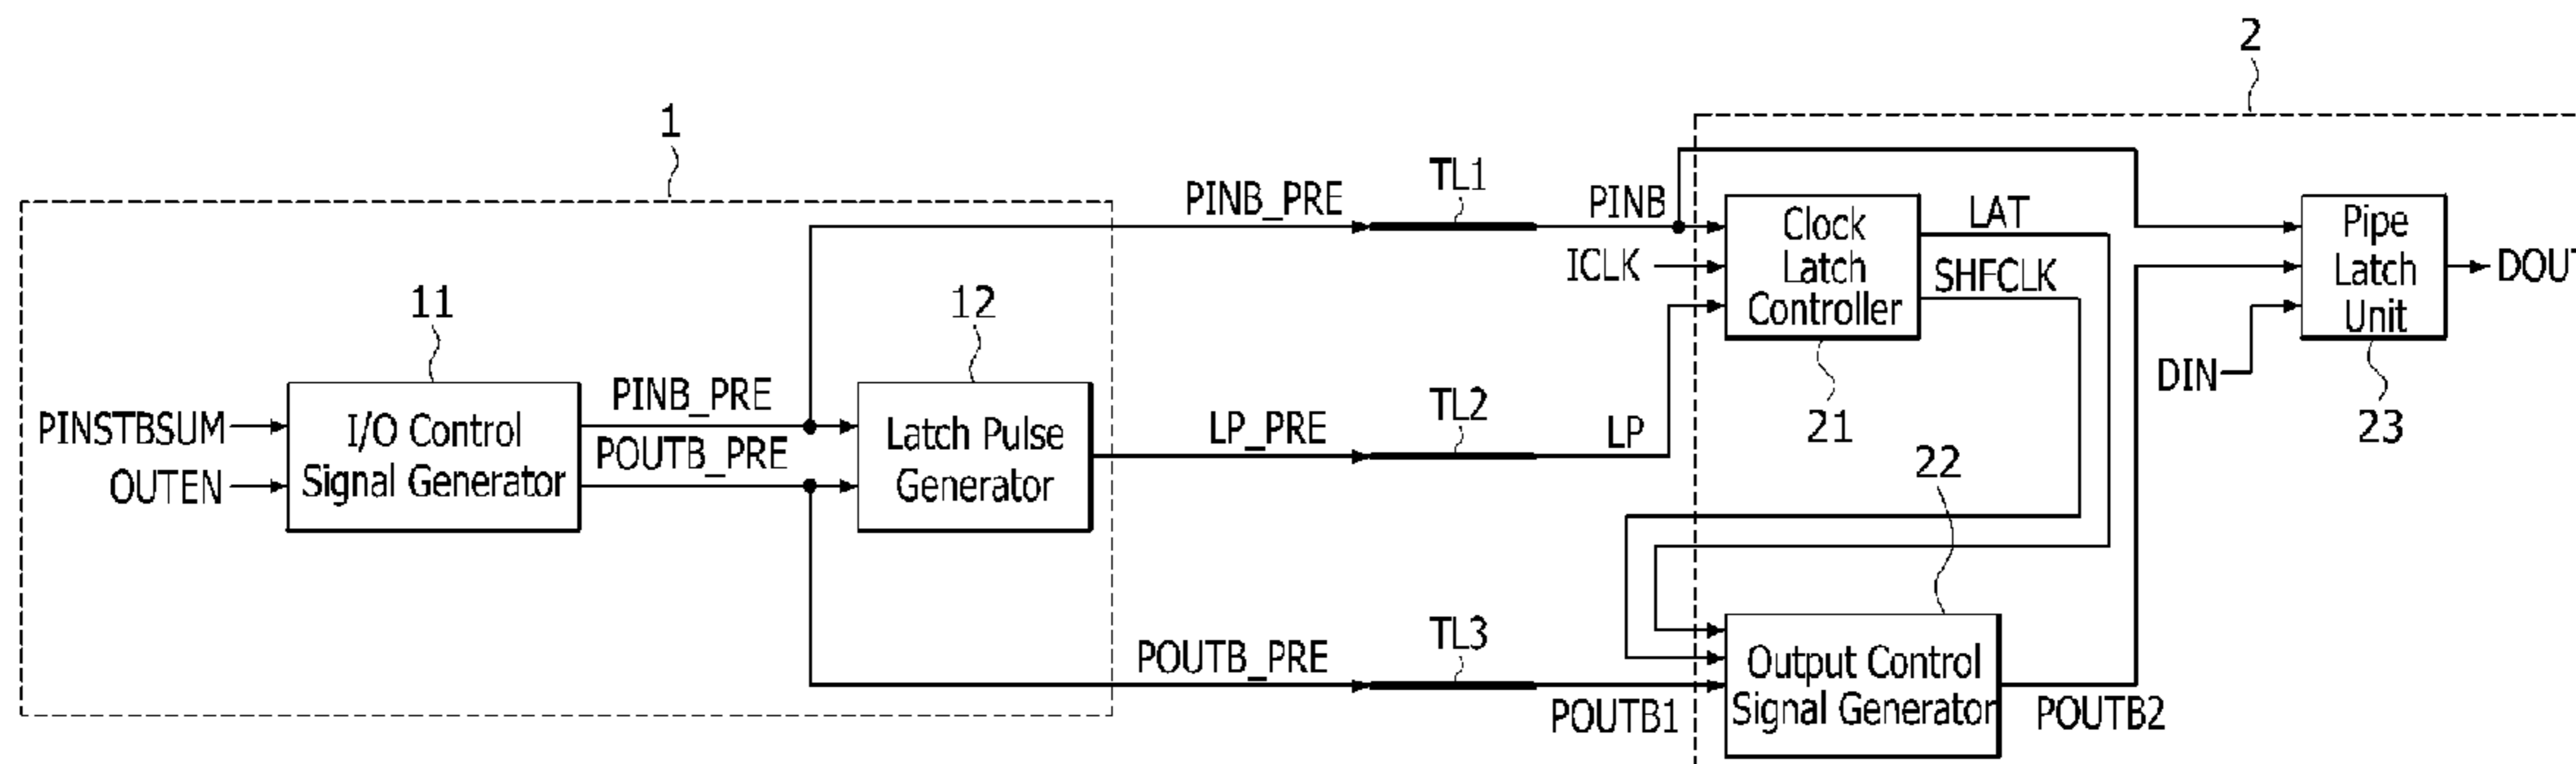 2
1
PINB_PRE
TL1
PINB
ICLK
Clock
Latch
Controller
LAT
SHFCLK
Pipe
Latch
Unit
DOUT
DIN
21
23
11
12
PINSTBSUM
OUTEN
I/O Control
Signal Generator
PINB_PRE
POUTB_PRE
Latch Pulse
Generator
LP_PRE
TL2
LP
22
POUTB_PRE
TL3
POUTB1
Output Control
Signal Generator
POUTB2